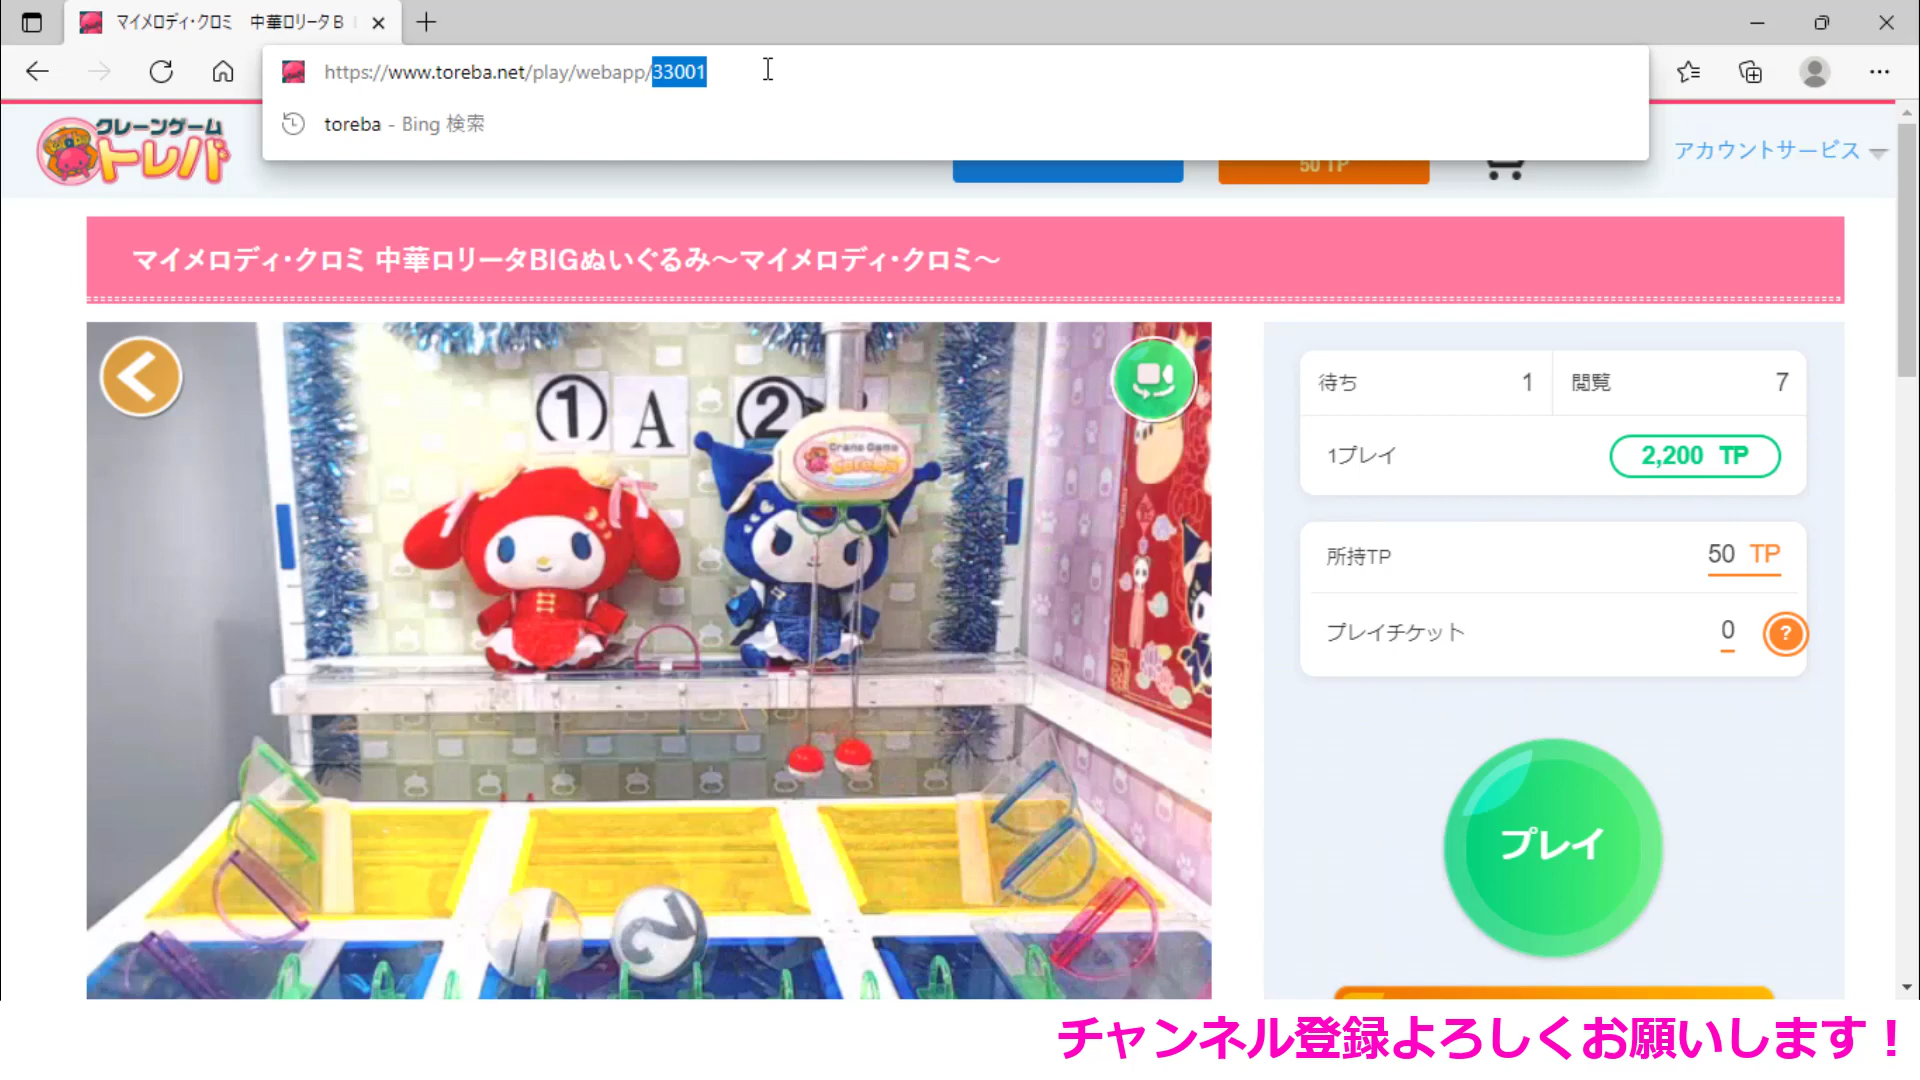 マイメロディ・クロミ 中華ロリータB
https://www.toreba.net/play/webapp/33001
toreba - Bing 検索
クレーンゲーム
トレバ
50 TP
アカウントサービス
マイメロディ・クロミ 中華ロリータBIGぬいぐるみ～マイメロディ・クロミ～
① A ②
Crane Game
toreba
2
待ち 1 閲覧 7
1プレイ 2,200 TP
所持TP 50 TP
プレイチケット 0 ?
プレイ
チャンネル登録よろしくお願いします！